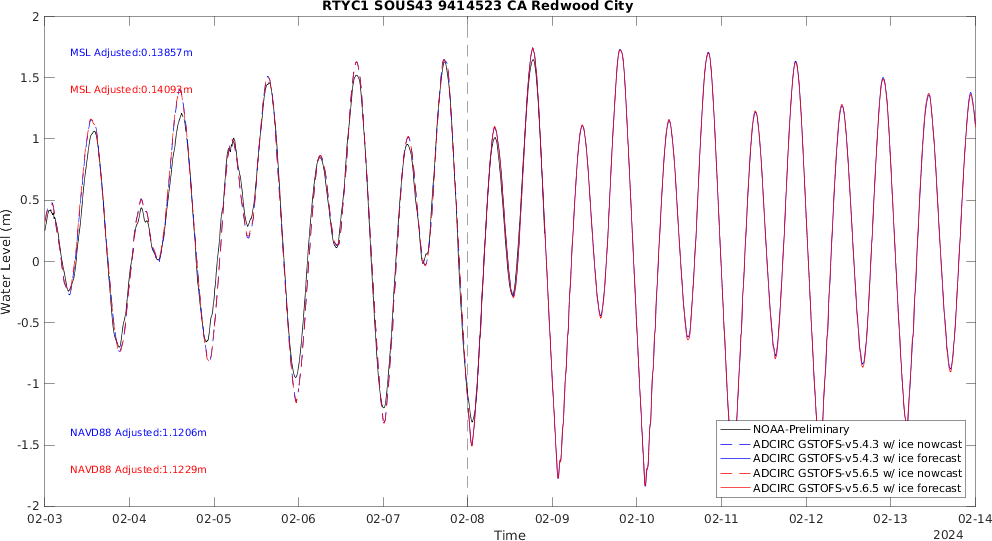 RTYC1 SOUS43 9414523 CA Redwood City
2
1.5
1
0.5
0
-0.5
-1
-1.5
-2
Water Level (m)
MSL Adjusted:0.13857m
MSL Adjusted:0.14093m
NAVD88 Adjusted:1.1206m
NAVD88 Adjusted:1.1229m
NOAA-Preliminary
ADCIRC GSTOFS-v5.4.3 w/ ice nowcast
ADCIRC GSTOFS-v5.4.3 w/ ice forecast
ADCIRC GSTOFS-v5.6.5 w/ ice nowcast
ADCIRC GSTOFS-v5.6.5 w/ ice forecast
02-03 02-04 02-05 02-06 02-07 02-08 02-09 02-10 02-11 02-12 02-13 02-14
Time
2024